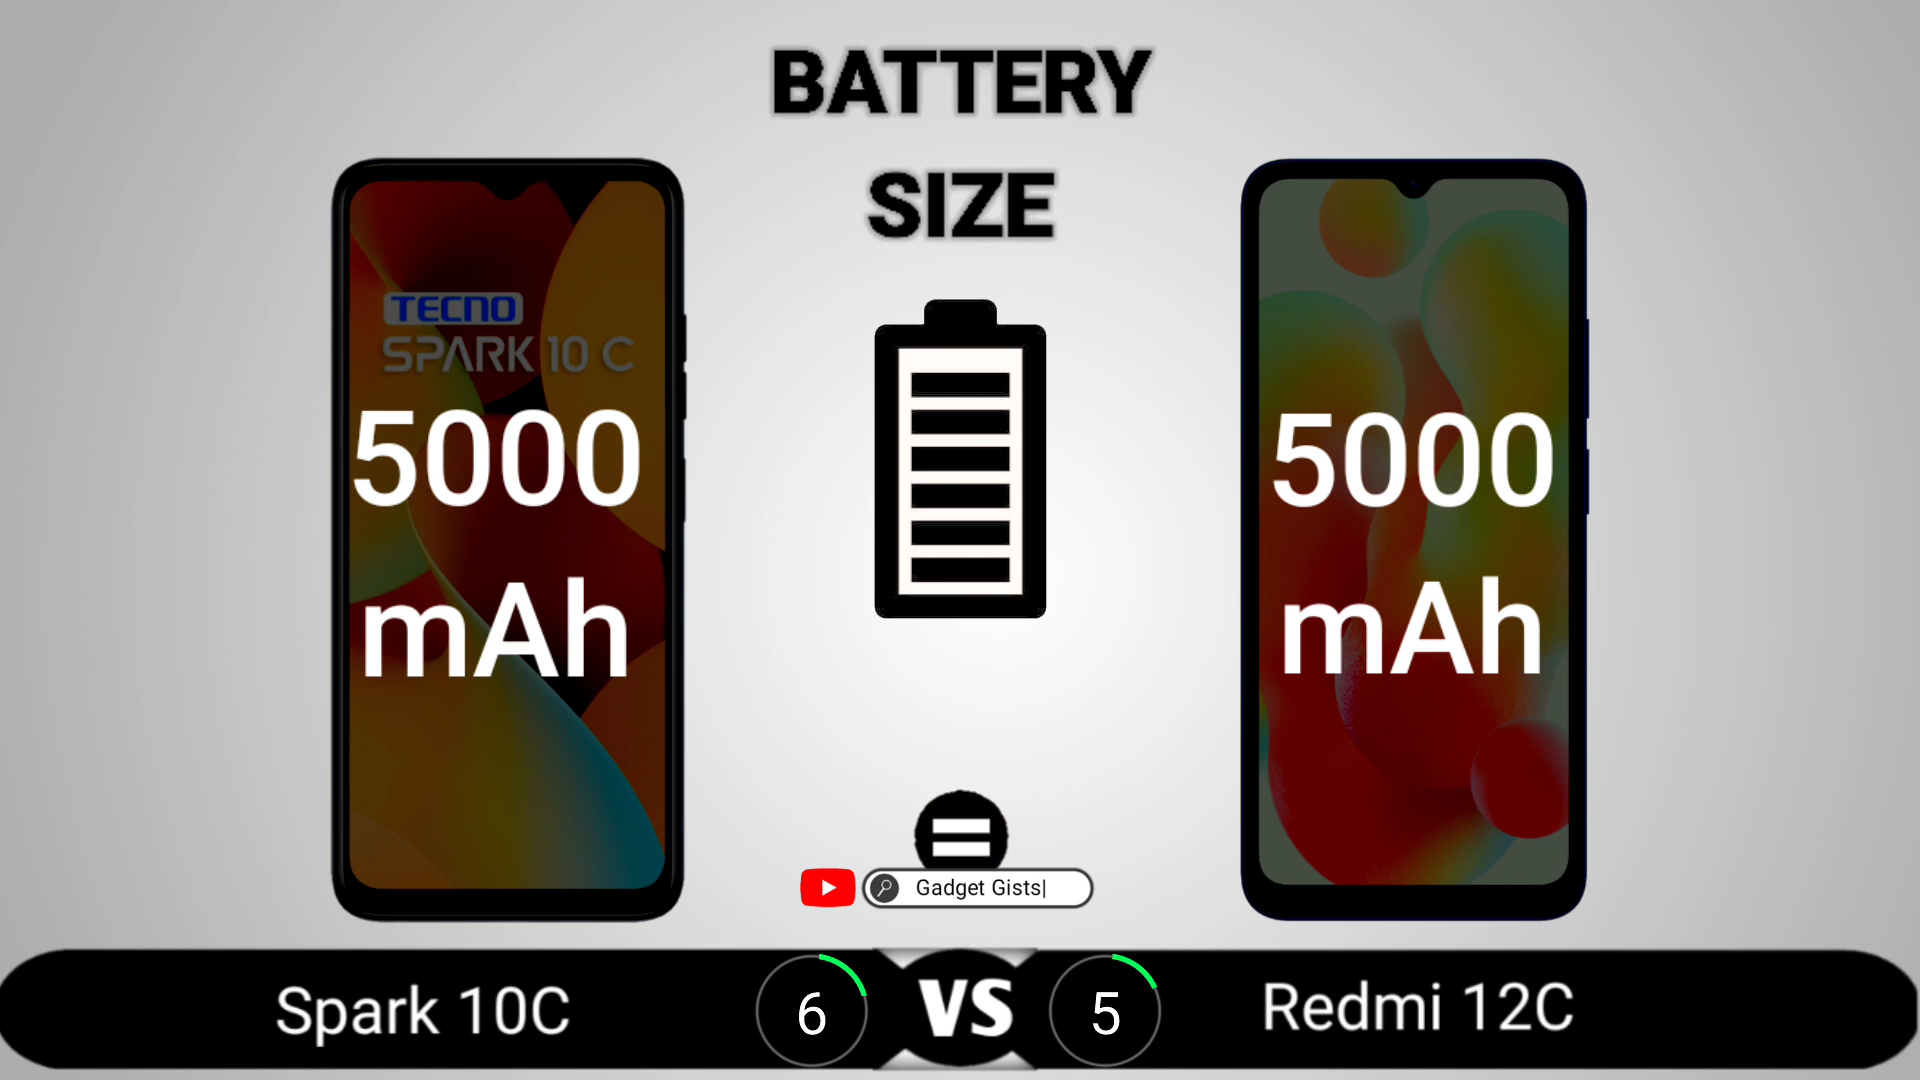 BATTERY
SIZE
TECNO
SPARK 10 C
5000
mAh
5000
mAh
Gadget Gists|
Spark 10C
6
VS
5
Redmi 12C